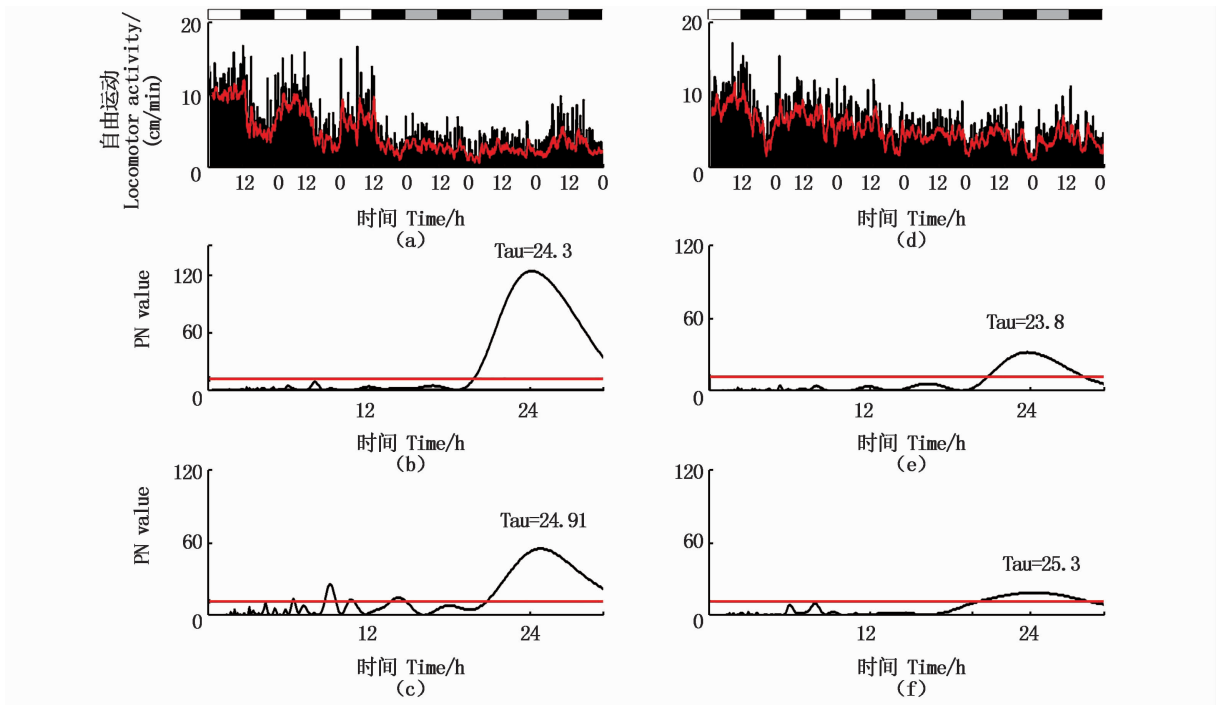 20
10
0
自由运动
Locomotor activity/
(cm/min)
12 0 12 0 12 0 12 0 12 0 12 0
时间 Time/h
(a)
20
10
0
12 0 12 0 12 0 12 0 12 0 12 0
时间 Time/h
(d)
120
60
0
PN value
Tau=24.3
12 24
时间 Time/h
(b)
120
60
0
Tau=23.8
12 24
时间 Time/h
(e)
120
60
0
PN value
Tau=24.91
12 24
时间 Time/h
(c)
120
60
0
Tau=25.3
12 24
时间 Time/h
(f)